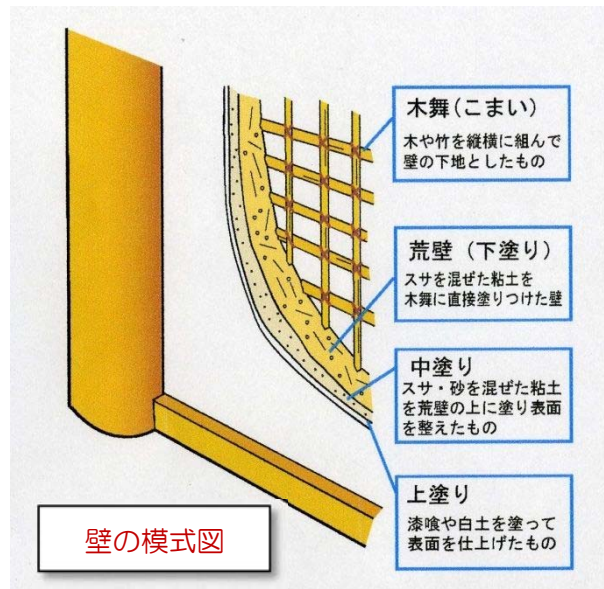 木舞(こまい)
木や竹を縦横に組んで
壁の下地としたもの
荒壁(下塗り)
スサを混ぜた粘土を
木舞に直接塗りつけた壁
中塗り
スサ・砂を混ぜた粘土
を荒壁の上に塗り表面
を整えたもの
上塗り
漆喰や白土を塗って
表面を仕上げたもの
壁の模式図